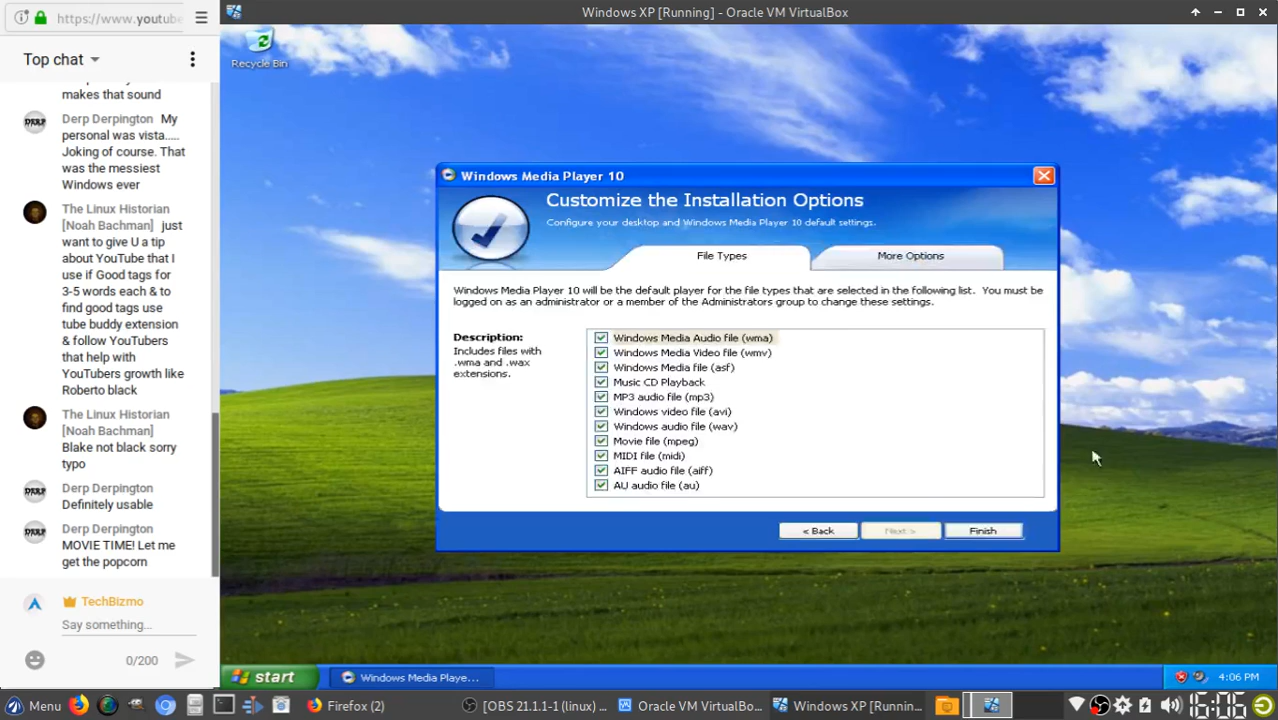 https://www.youtube
Top chat
makes that sound
Derp Derpington My
personal was vista.....
Joking of course. That
was the messiest
Windows ever
The Linux Historian
[Noah Bachman] just
want to give U a tip
about YouTube that I
use if Good tags for
3-5 words each & to
find good tags use
tube buddy extension
& follow YouTubers
that help with
YouTubers growth like
Roberto black
The Linux Historian
[Noah Bachman]
Blake not black sorry
typo
Derp Derpington
Definitely usable
Derp Derpington
MOVIE TIME! Let me
get the popcorn
TechBizmo
Say something...
0/200
Windows XP [Running] - Oracle VM VirtualBox
Recycle Bin
Windows Media Player 10
Customize the Installation Options
Configure your desktop and Windows Media Player 10 default settings.
File Types
More Options
Windows Media Player 10 will be the default player for the file types that are selected in the following list. You must be
logged on as an administrator or a member of the Administrators group to change these settings.
Description:
Includes files with
.wma and .wax
extensions.
Windows Media Audio file (wma)
Windows Media Video file (wmv)
Windows Media file (asf)
Music CD Playback
MP3 audio file (mp3)
Windows video file (avi)
Windows audio file (wav)
Movie file (mpeg)
MIDI file (midi)
AIFF audio file (aiff)
AU audio file (au)
< Back
Next >
Finish
start
Windows Media Playe...
4:06 PM
Menu
Firefox (2)
[OBS 21.1.1-1 (linux) ...
Oracle VM VirtualBo...
Windows XP [Runnin...
16:06